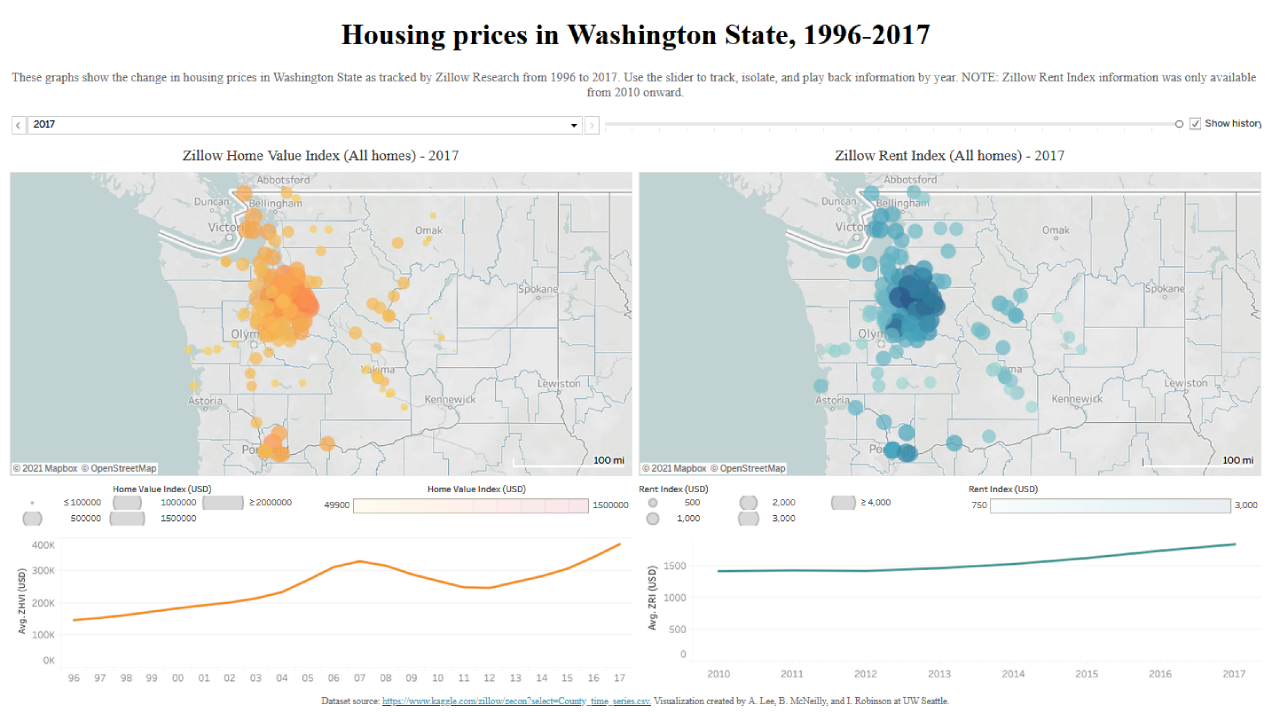 Housing prices in Washington State, 1996-2017
These graphs show the change in housing prices in Washington State as tracked by Zillow Research from 1996 to 2017. Use the slider to track, isolate, and play back information by year. NOTE: Zillow Rent Index information was only available
from 2010 onward.
2017
Show history
Zillow Home Value Index (All homes) - 2017
Zillow Rent Index (All homes) - 2017
Abbotsford
Duncan
Bellingham
Omak
Spokane
Lewiston
Astoria
Kennewick
100 mi
© 2021 Mapbox © OpenStreetMap
Abbotsford
Duncan
Bellingham
Omak
Spokane
Lewiston
Astoria
Kennewick
100 mi
© 2021 Mapbox © OpenStreetMap
Home Value Index (USD)
≤ 100000 1000000 ≥ 2000000
500000 1500000
Home Value Index (USD)
49900 1500000
Rent Index (USD)
500 2,000 ≥ 4,000
1,000 3,000
Rent Index (USD)
750 3,000
Avg. ZHVI (USD)
400K
300K
200K
100K
0K
96 97 98 99 00 01 02 03 04 05 06 07 08 09 10 11 12 13 14 15 16 17
Avg. ZRI (USD)
1500
1000
500
0
2010 2011 2012 2013 2014 2015 2016 2017
Dataset source: https://www.kaggle.com/zillow/zecon?select=County_time_series.csv. Visualization created by A. Lee, B. McNeilly, and I. Robinson at UW Seattle.